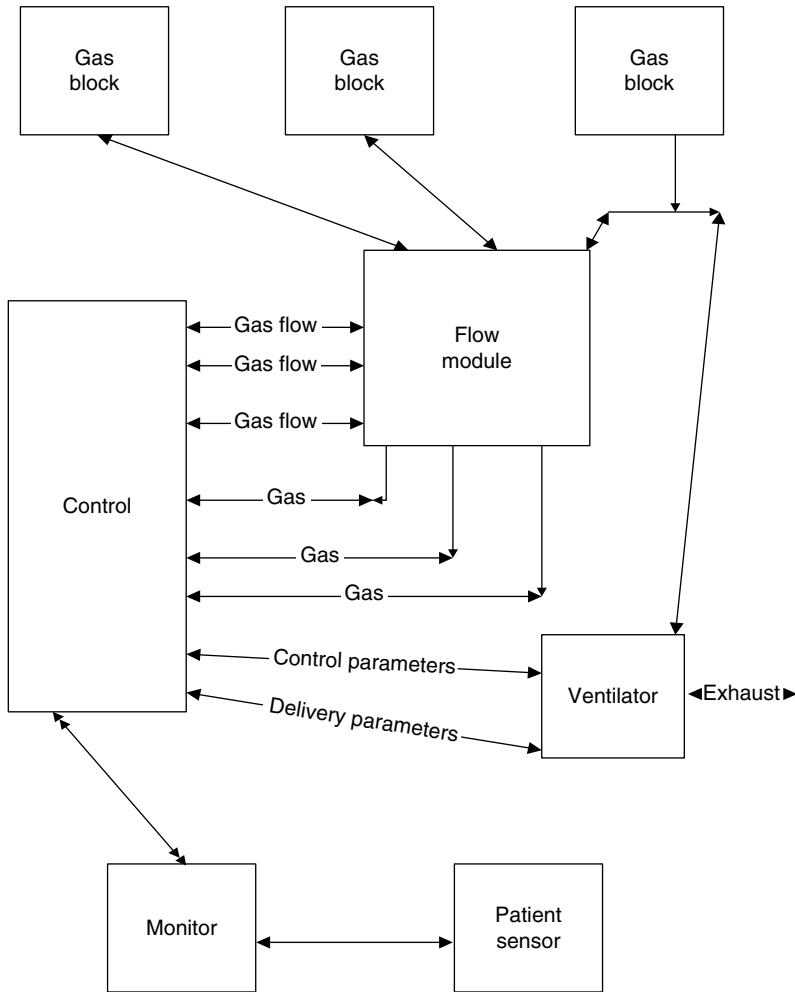 Gas
block
Gas
block
Gas
block
Flow
module
Gas flow
Gas flow
Gas flow
Control
Gas
Gas
Gas
Control parameters
Delivery parameters
Ventilator
Exhaust
Monitor
Patient
sensor